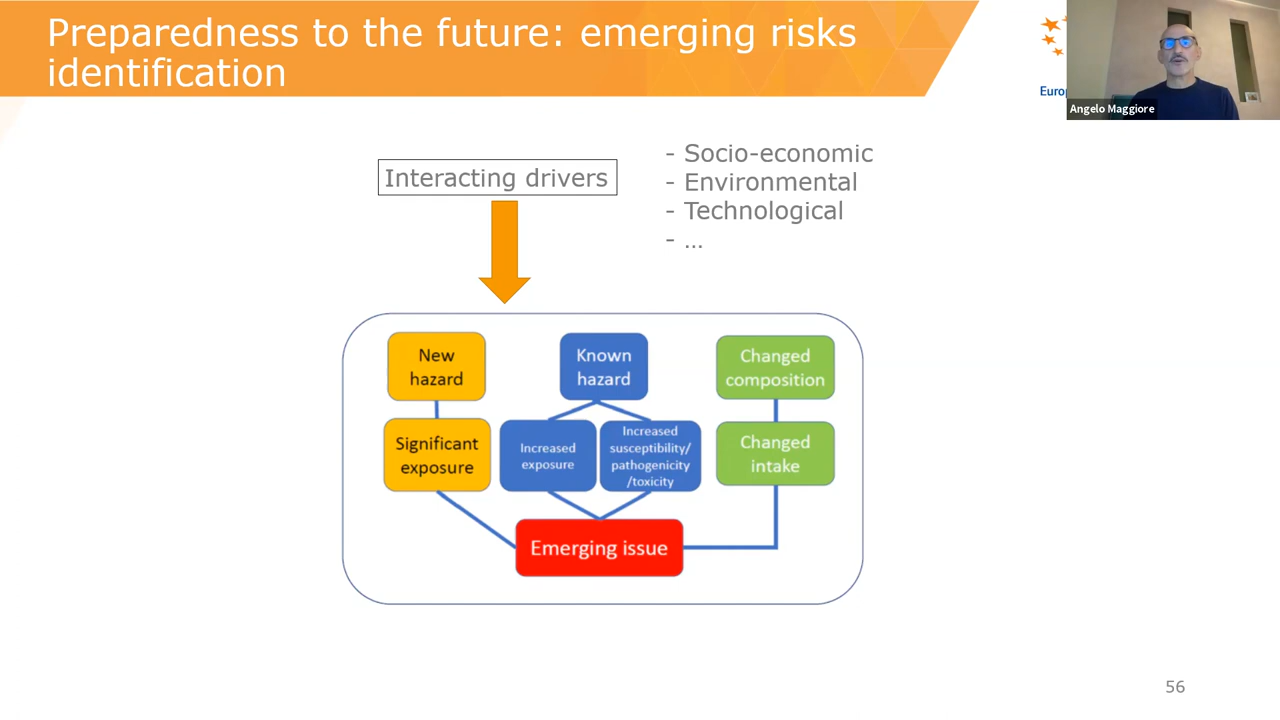 Preparedness to the future: emerging risks
identification
Angelo Maggiore
Interacting drivers
- Socio-economic
- Environmental
- Technological
- …
New
hazard
Known
hazard
Changed
composition
Significant
exposure
Increased
exposure
Increased
susceptibility/
pathogenicity
/toxicity
Changed
intake
Emerging issue
56